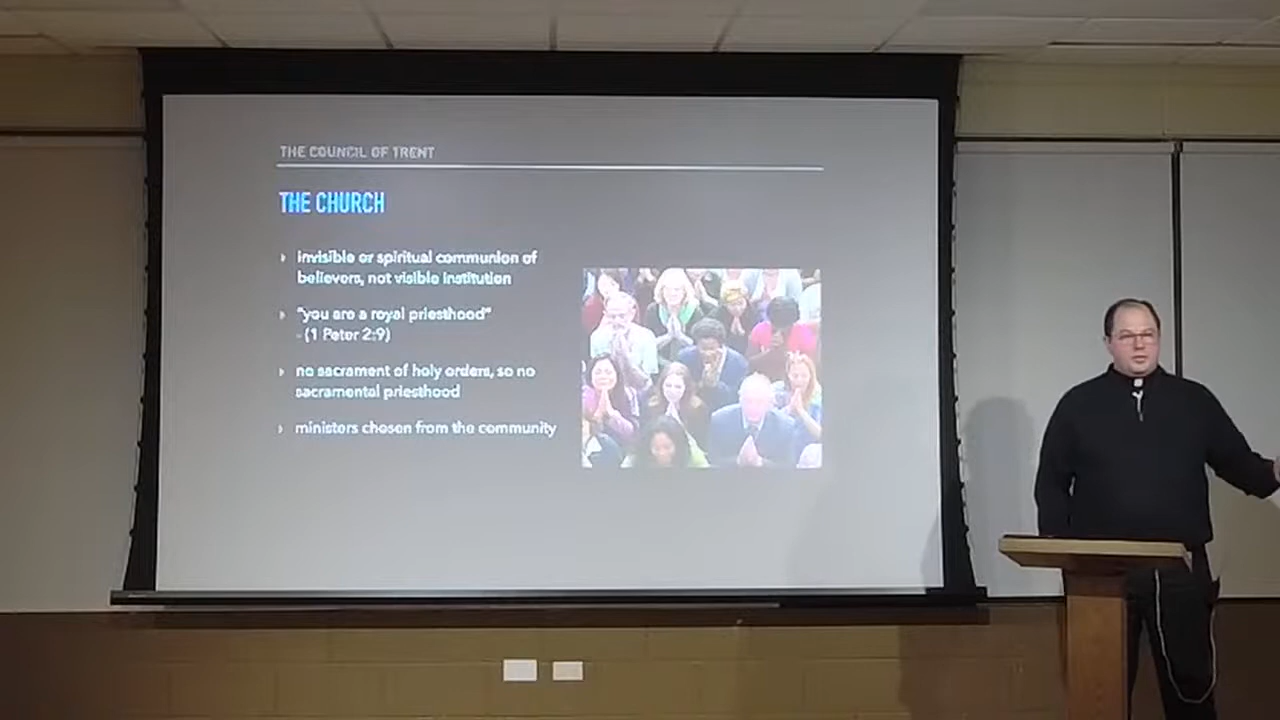 THE COUNCIL OF TRENT
THE CHURCH
invisible or spiritual communion of
believers, not visible institution
"you are a royal priesthood"
- (1 Peter 2:9)
no sacrament of holy orders, so no
sacramental priesthood
ministers chosen from the community